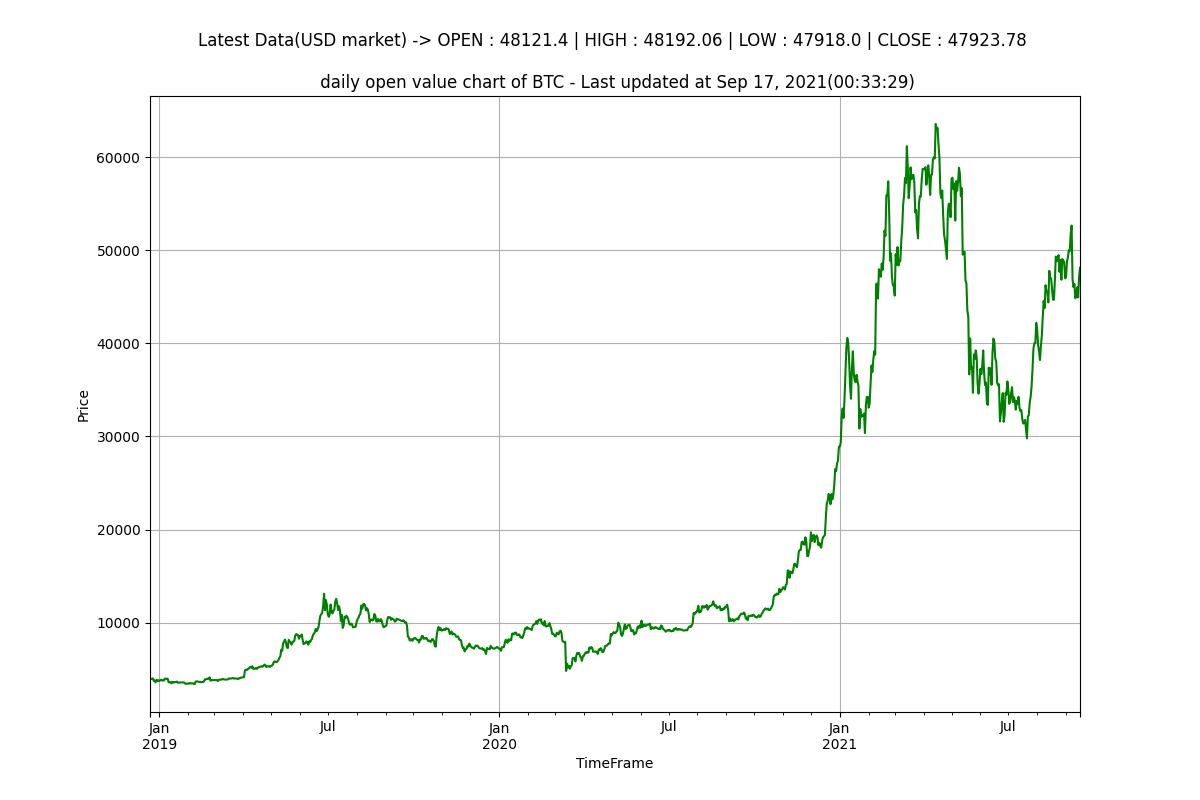 Latest Data(USD market) -> OPEN : 48121.4 | HIGH : 48192.06 | LOW : 47918.0 | CLOSE : 47923.78
daily open value chart of BTC - Last updated at Sep 17, 2021(00:33:29)
60000
50000
40000
30000
20000
10000
Price
Jan Jul Jan Jul Jan Jul
2019 2020 2021
TimeFrame